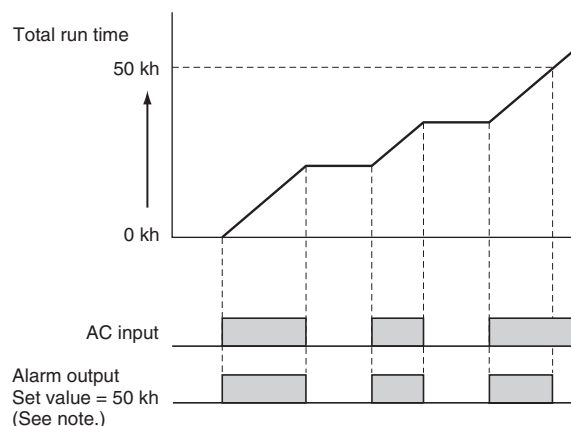 Total run time
50 kh
0 kh
AC input
Alarm output
Set value = 50 kh
(See note.)